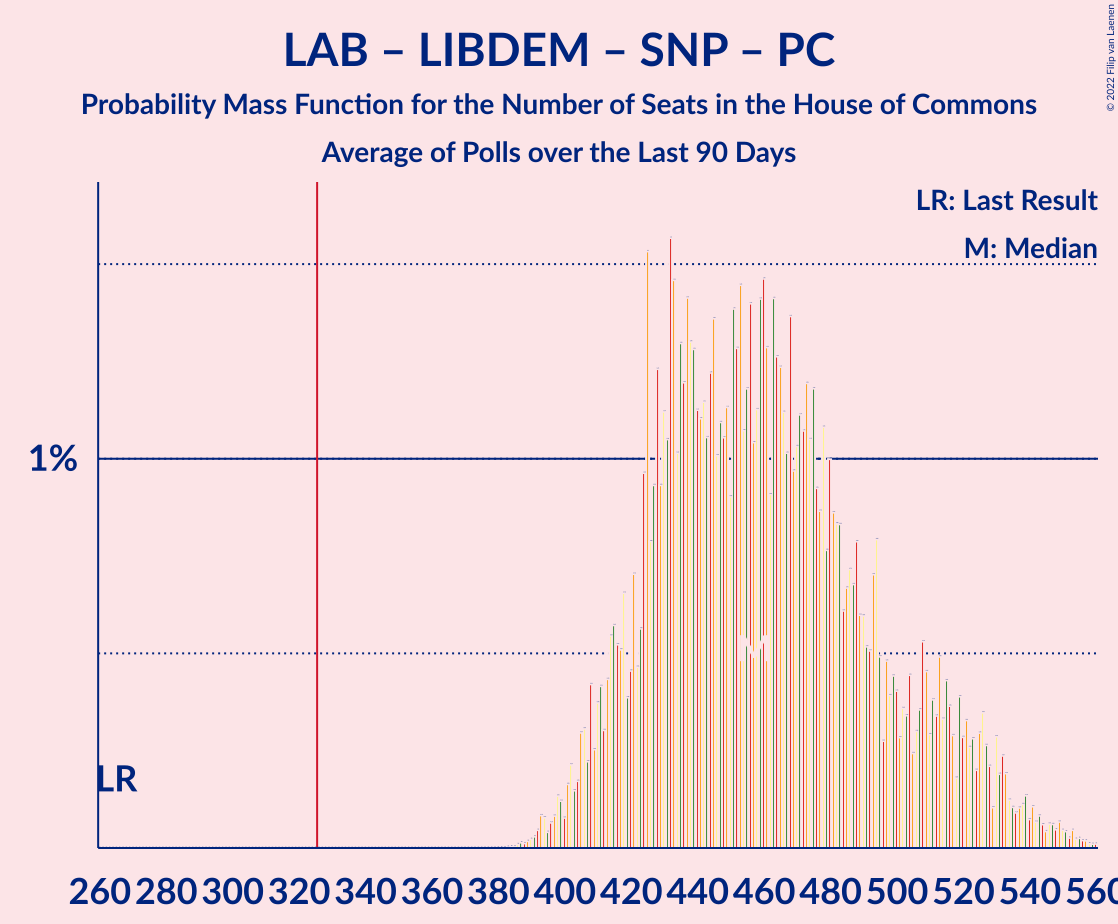 LAB – LIBDEM – SNP – PC
Probability Mass Function for the Number of Seats in the House of Commons
Average of Polls over the Last 90 Days
© 2022 Filip van Laenen
LR: Last Result
M: Median
1%
M
LR
260 280 300 320 340 360 380 400 420 440 460 480 500 520 540 560